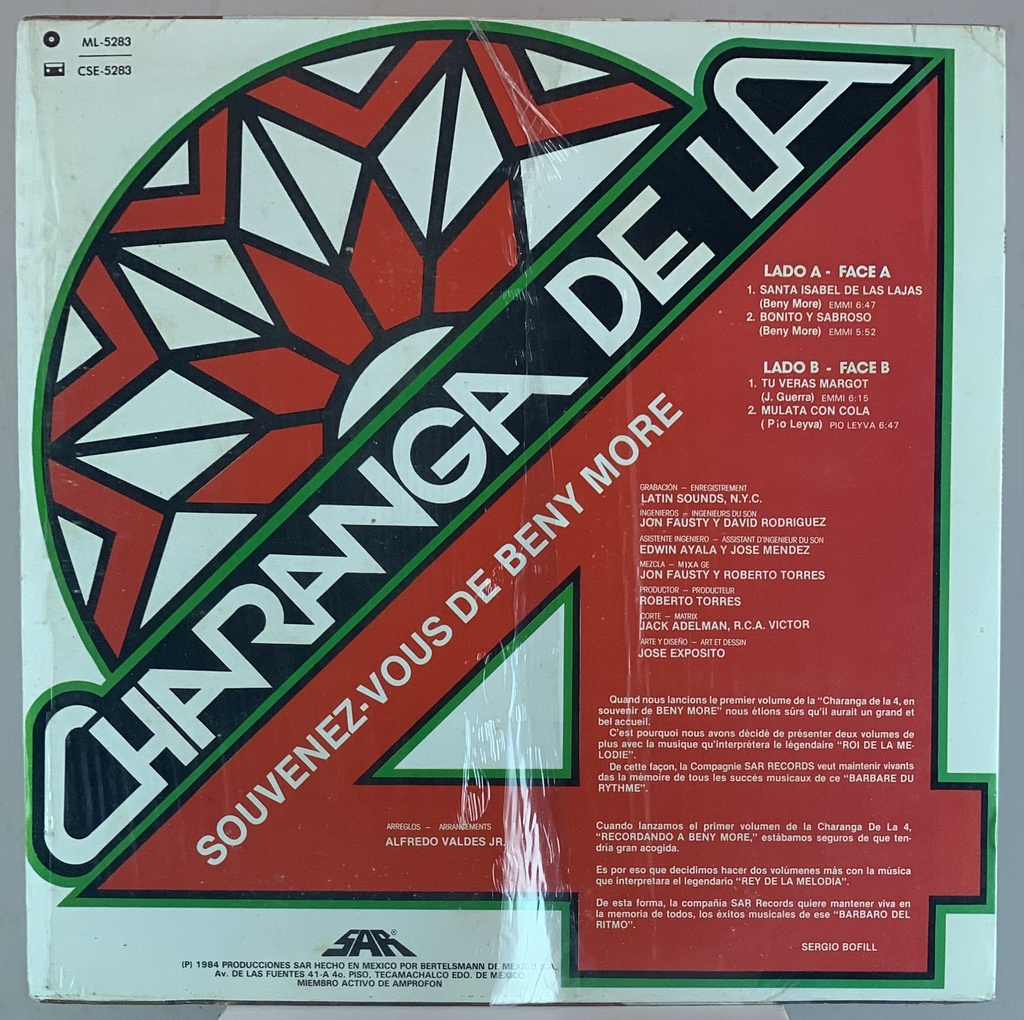 ML-5283
CSE-5283
CHARANGA DE LA
4
SOUVENEZ-VOUS DE BENY MORE
LADO A - FACE A
1. SANTA ISABEL DE LAS LAJAS
(Beny More) EMMI 6:47
2. BONITO Y SABROSO
(Beny More) EMMI 5:52
LADO B - FACE B
1. TU VERAS MARGOT
(J. Guerra) EMMI 6:15
2. MULATA CON COLA
( Pio Leyva) PIO LEYVA 6:47
GRABACIÓN — ENREGISTREMENT
LATIN SOUNDS, N.Y.C.
INGENIEROS — INGENIEURS DU SON
JON FAUSTY Y DAVID RODRIGUEZ
ASISTENTE INGENIERO — ASSISTANT D'INGENIEUR DU SON
EDWIN AYALA Y JOSE MENDEZ
MEZCLA — MIXA GE
JON FAUSTY Y ROBERTO TORRES
PRODUCTOR — PRODUCTEUR
ROBERTO TORRES
CORTE — MATRIX
JACK ADELMAN, R.C.A. VICTOR
ARTE Y DISEÑO — ART ET DESSIN
JOSE EXPOSITO
Quand nous lancions le premier volume de la "Charanga de la 4, en
souvenir de BENY MORE" nous étions sûrs qu'il aurait un grand et
bel accueil.
C'est pourquoi nous avons décidé de présenter deux volumes de
plus avec la musique qu'interprétera le légendaire "ROI DE LA ME-
LODIE".
De cette façon, la Compagnie SAR RECORDS veut maintenir vivants
das la mémoire de tous les succés musicaux de ce "BARBARE DU
RYTHME".
ARREGLOS — ARRANGEMENTS
ALFREDO VALDES JR.
Cuando lanzamos el primer volumen de la Charanga De La 4,
"RECORDANDO A BENY MORE," estábamos seguros de que ten-
dría gran acogida.
Es por eso que decidimos hacer dos volúmenes más con la música
que interpretara el legendario "REY DE LA MELODIA".
De esta forma, la compañía SAR Records quiere mantener viva en
la memoria de todos, los éxitos musicales de ese "BARBARO DEL
RITMO".
SERGIO BOFILL
SAR®
(P) 1984 PRODUCCIONES SAR HECHO EN MEXICO POR BERTELSMANN DE MEXICO S.A.
Av. DE LAS FUENTES 41-A 4o. PISO, TECAMACHALCO EDO. DE MEXICO
MIEMBRO ACTIVO DE AMPROFON